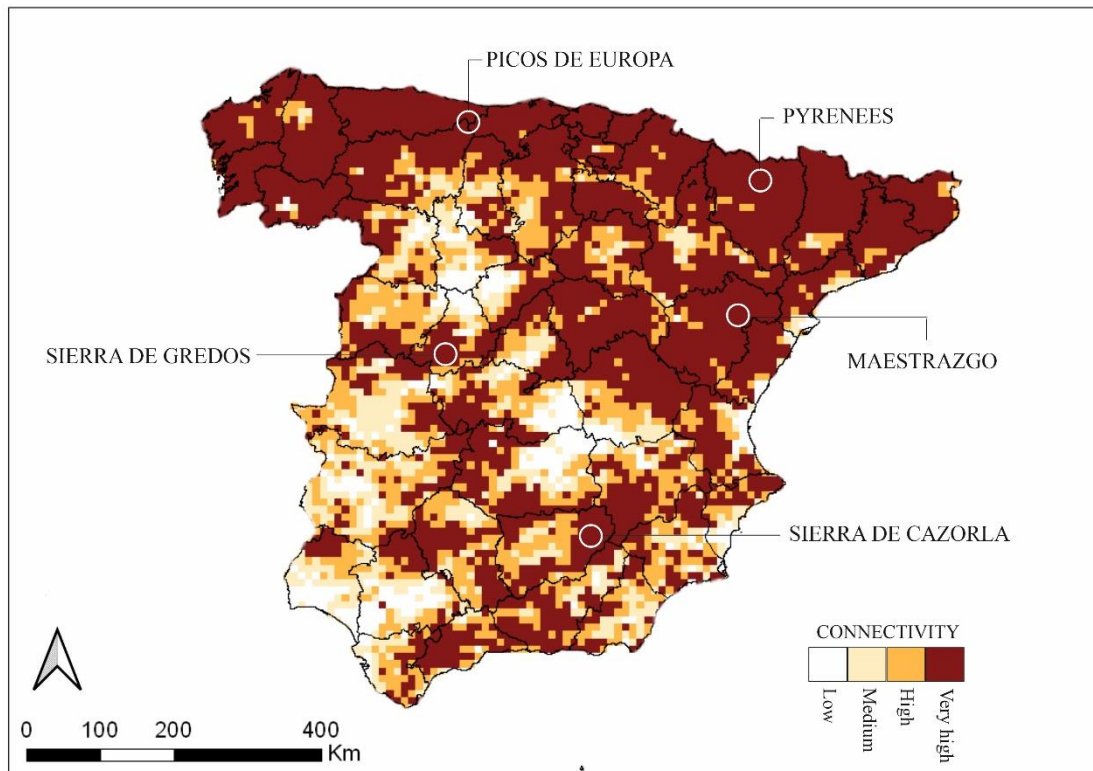 PICOS DE EUROPA
PYRENEES
SIERRA DE GREDOS
MAESTRAZGO
SIERRA DE CAZORLA
CONNECTIVITY
Low
Medium
High
Very high
0 100 200 400
Km